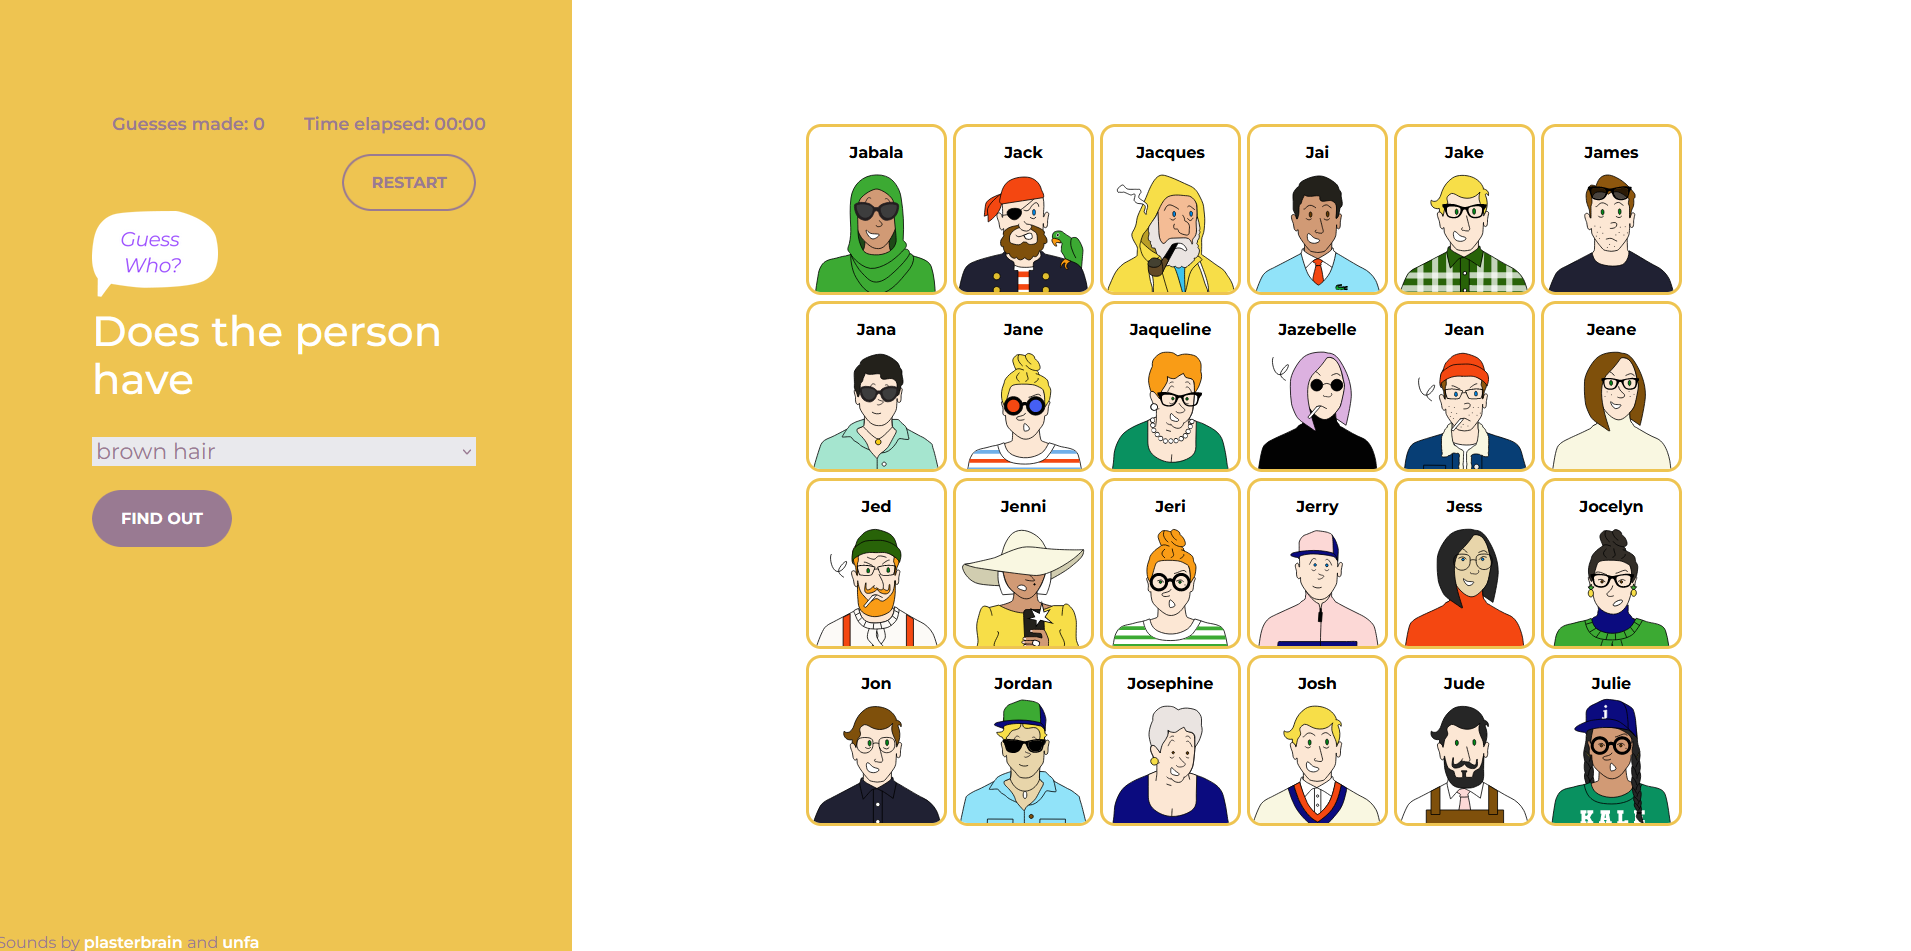 Guesses made: 0
Time elapsed: 00:00
RESTART
Guess
Who?
Does the person
have
brown hair
FIND OUT
Sounds by plasterbrain and unfa
Jabala
Jack
Jacques
Jai
Jake
James
Jana
Jane
Jaqueline
Jazebelle
Jean
Jeane
Jed
Jenni
Jeri
Jerry
Jess
Jocelyn
Jon
Jordan
Josephine
Josh
Jude
Julie
j
KALE